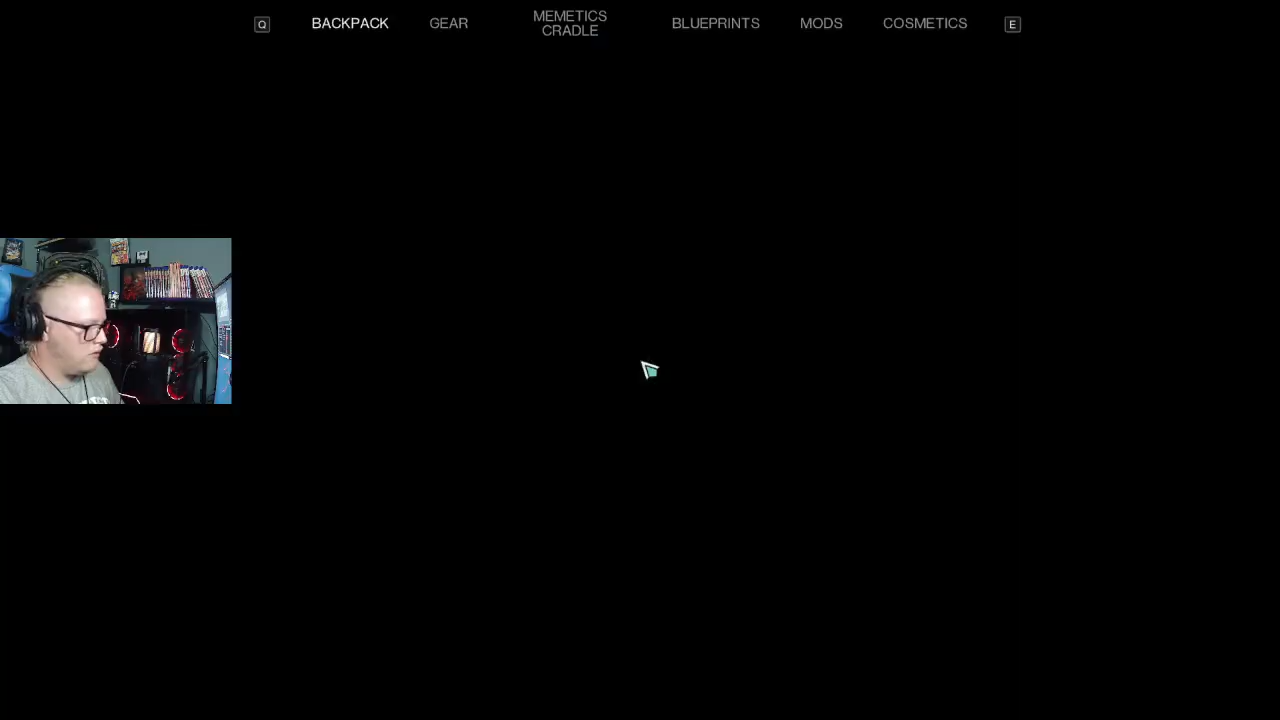 Q
BACKPACK
GEAR
MEMETICS
CRADLE
BLUEPRINTS
MODS
COSMETICS
E